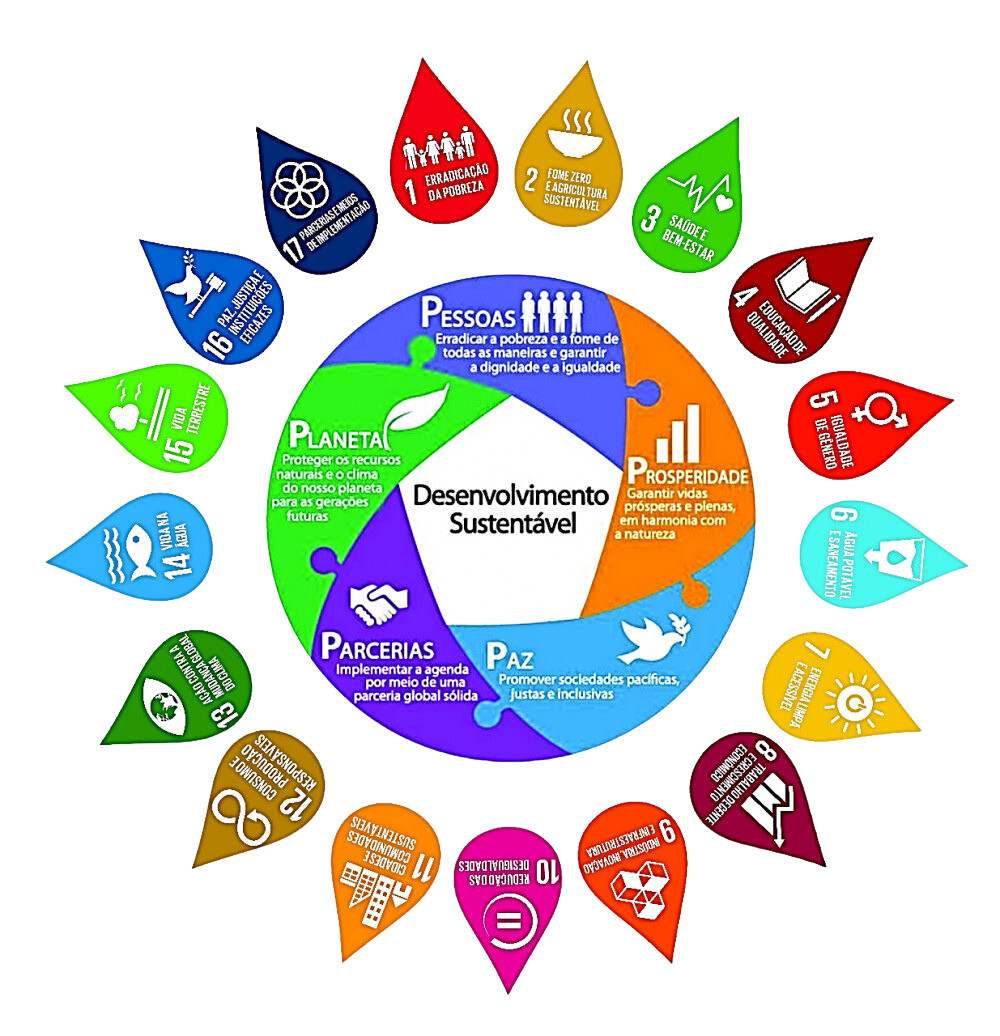 1
ERRADICAÇÃO
DA POBREZA
2
FOME ZERO
E AGRICULTURA
SUSTENTÁVEL
3
SAÚDE E
BEM-ESTAR
4
EDUCAÇÃO DE
QUALIDADE
5
IGUALDADE
DE GÊNERO
6
ÁGUA POTÁVEL
E SANEAMENTO
7
ENERGIA LIMPA
E ACESSÍVEL
8
TRABALHO DECENTE
E CRESCIMENTO
ECONÔMICO
9
INDÚSTRIA, INOVAÇÃO
E INFRAESTRUTURA
10
REDUÇÃO DAS
DESIGUALDADES
11
CIDADES E
COMUNIDADES
SUSTENTÁVEIS
12
CONSUMO E
PRODUÇÃO
RESPONSÁVEIS
13
AÇÃO CONTRA A
MUDANÇA GLOBAL
DO CLIMA
14
VIDA NA
ÁGUA
15
VIDA
TERRESTRE
16
PAZ, JUSTIÇA E
INSTITUIÇÕES
EFICAZES
17
PARCERIAS E MEIOS
DE IMPLEMENTAÇÃO
PESSOAS
Erradicar a pobreza e a fome de
todas as maneiras e garantir
a dignidade e a igualdade
PROSPERIDADE
Garantir vidas
prósperas e plenas,
em harmonia com
a natureza
PAZ
Promover sociedades pacíficas,
justas e inclusivas
PARCERIAS
Implementar a agenda
por meio de uma
parceria global sólida
PLANETA
Proteger os recursos
naturais e o clima
do nosso planeta
para as gerações
futuras
Desenvolvimento
Sustentável